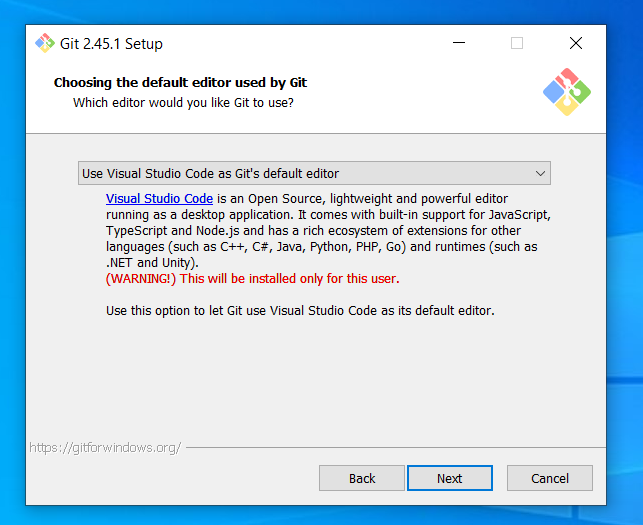 Git 2.45.1 Setup
Choosing the default editor used by Git
Which editor would you like Git to use?
Use Visual Studio Code as Git's default editor
Visual Studio Code is an Open Source, lightweight and powerful editor
running as a desktop application. It comes with built-in support for JavaScript,
TypeScript and Node.js and has a rich ecosystem of extensions for other
languages (such as C++, C#, Java, Python, PHP, Go) and runtimes (such as
.NET and Unity).
(WARNING!) This will be installed only for this user.
Use this option to let Git use Visual Studio Code as its default editor.
https://gitforwindows.org/
Back
Next
Cancel